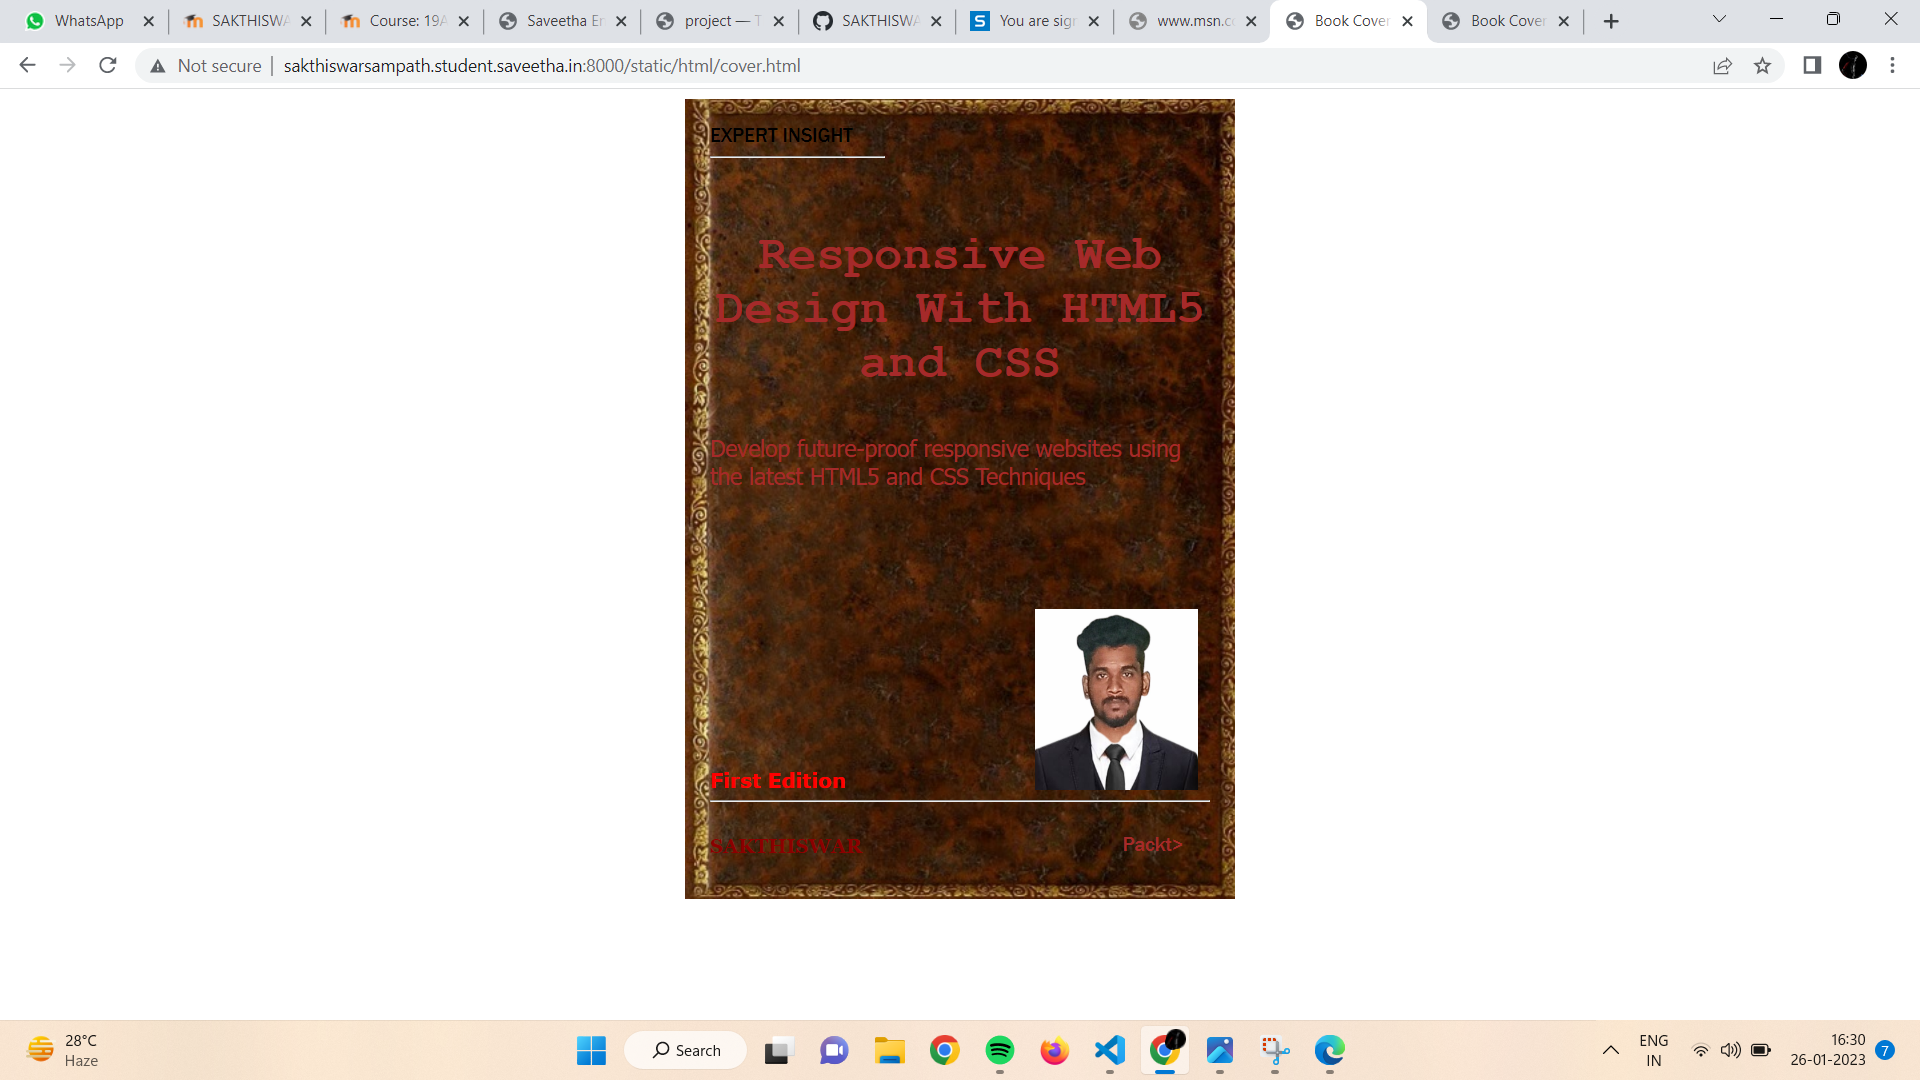 WhatsApp
SAKTHISWA
Course: 19A
Saveetha En
project — T
SAKTHISWA
You are sign
www.msn.co
Book Cover
Book Cover
Not secure
sakthiswarsampath.student.saveetha.in:8000/static/html/cover.html
EXPERT INSIGHT
Responsive Web
Design With HTML5
and CSS
Develop future-proof responsive websites using
the latest HTML5 and CSS Techniques
First Edition
SAKTHISWAR
Packt>
28°C
Haze
Search
ENG
IN
16:30
26-01-2023
7